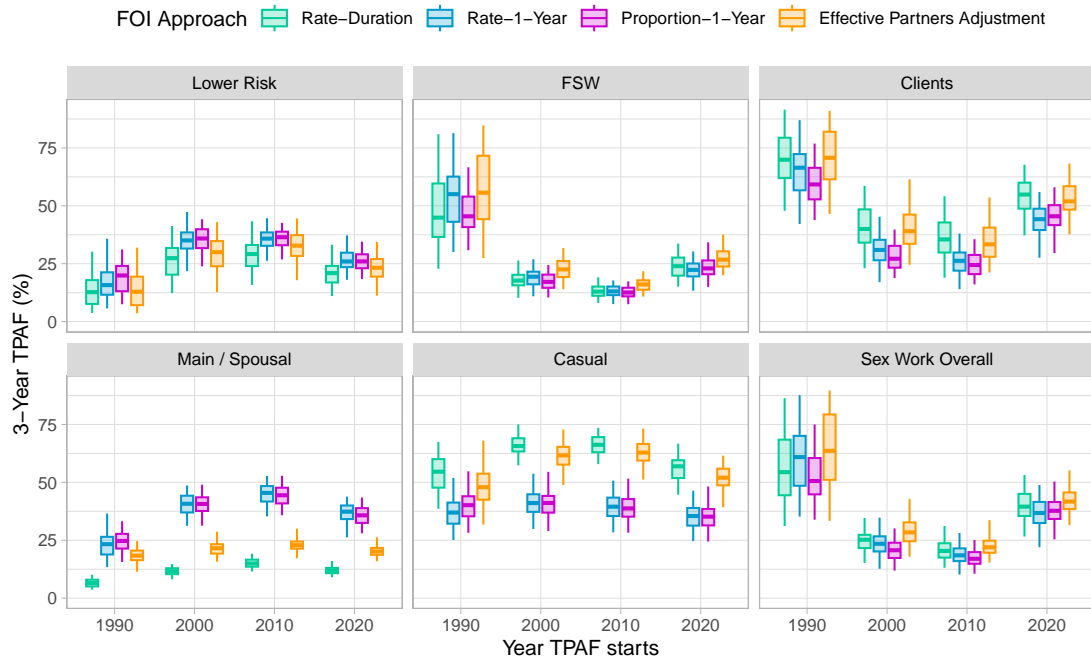 FOI Approach Rate−Duration Rate−1−Year Proportion−1−Year Effective Partners Adjustment
Lower Risk FSW Clients
75
50
25
0
Main / Spousal Casual Sex Work Overall
75
50
25
0
3−Year TPAF (%)
1990 2000 2010 2020 1990 2000 2010 2020 1990 2000 2010 2020
Year TPAF starts